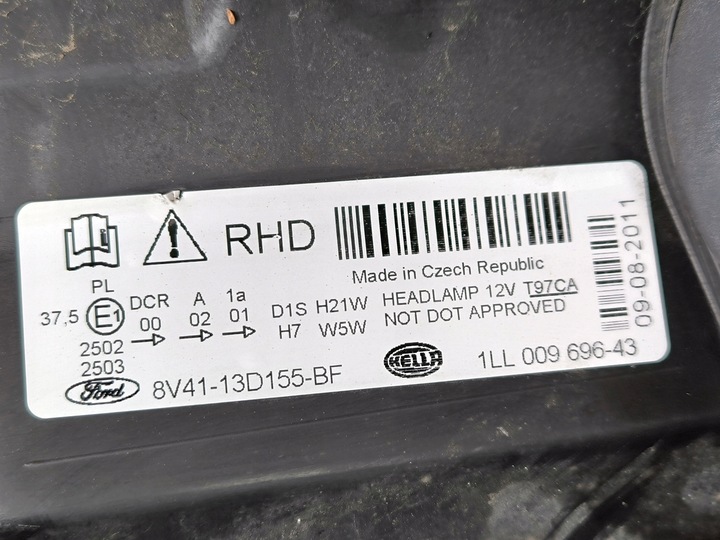 RHD
Made in Czech Republic
PL DCR A 1a
37,5 E1 00 02 01
2502
2503
D1S H21W HEADLAMP 12V T97CA
H7 W5W NOT DOT APPROVED
Ford 8V41-13D155-BF HELLA 1LL 009 696-43
09-08-2011